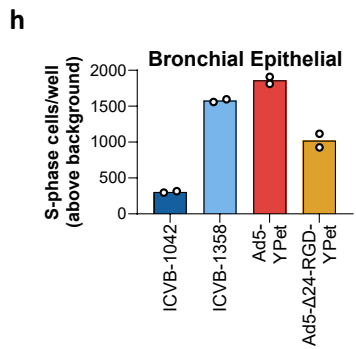 h
Bronchial Epithelial
S-phase cells/well
(above background)
2000
1500
1000
500
0
ICVB-1042
ICVB-1358
Ad5-
YPet
Ad5-Δ24-RGD-
YPet